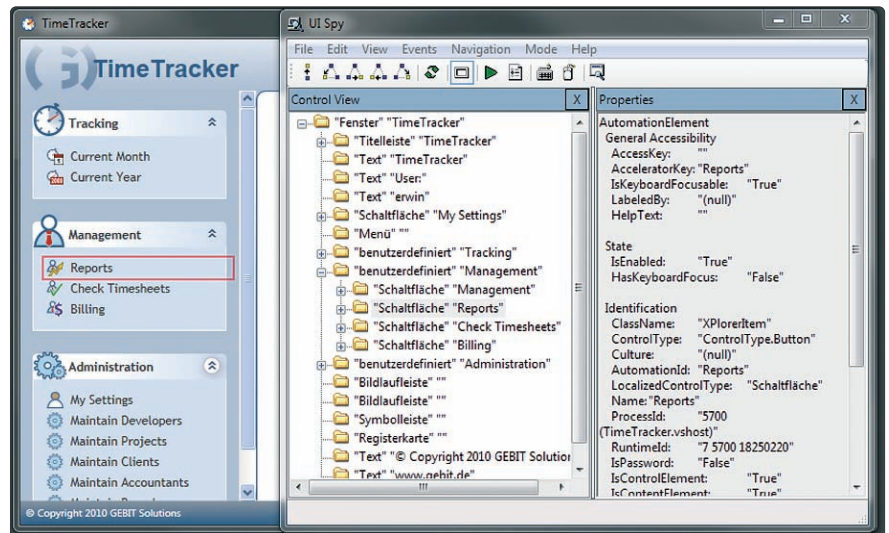 TimeTracker
TimeTracker
Tracking
Current Month
Current Year
Management
Reports
Check Timesheets
Billing
Administration
My Settings
Maintain Developers
Maintain Projects
Maintain Clients
Maintain Accountants
© Copyright 2010 GEBIT Solutions
UI Spy
File Edit View Events Navigation Mode Help
Control View X
"Fenster" "TimeTracker"
"Titelleiste" "TimeTracker"
"Text" "TimeTracker"
"Text" "User:"
"Text" "erwin"
"Schaltfläche" "My Settings"
"Menü" ""
"benutzerdefiniert" "Tracking"
"benutzerdefiniert" "Management"
"Schaltfläche" "Management"
"Schaltfläche" "Reports"
"Schaltfläche" "Check Timesheets"
"Schaltfläche" "Billing"
"benutzerdefiniert" "Administration"
"Bildlaufleiste" ""
"Bildlaufleiste" ""
"Symbolleiste" ""
"Registerkarte" ""
"Text" "© Copyright 2010 GEBIT Solution
"Text" "www.gebit.de"
Properties X
AutomationElement
General Accessibility
AccessKey: ""
AcceleratorKey: "Reports"
IsKeyboardFocusable: "True"
LabeledBy: "(null)"
HelpText: ""
State
IsEnabled: "True"
HasKeyboardFocus: "False"
Identification
ClassName: "XPlorerItem"
ControlType: "ControlType.Button"
Culture: "(null)"
AutomationId: "Reports"
LocalizedControlType: "Schaltfläche"
Name: "Reports"
ProcessId: "5700
(TimeTracker.vshost)"
RuntimeId: "7 5700 18250220"
IsPassword: "False"
IsControlElement: "True"
IsContentElement: "True"